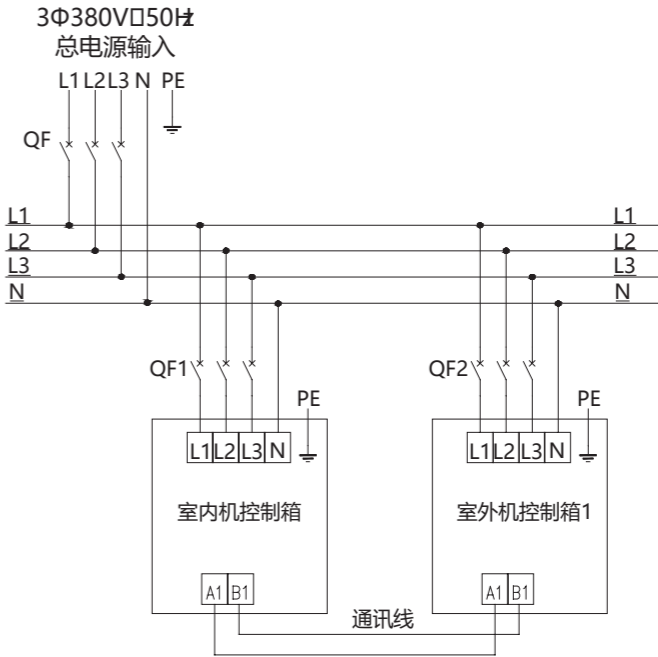 3Φ380V□50Hz
总电源输入
L1 L2 L3 N PE
QF
L1 L1
L2 L2
L3 L3
N N
QF1 QF2
PE PE
L1 L2 L3 N L1 L2 L3 N
室内机控制箱 室外机控制箱1
A1 B1 A1 B1
通讯线